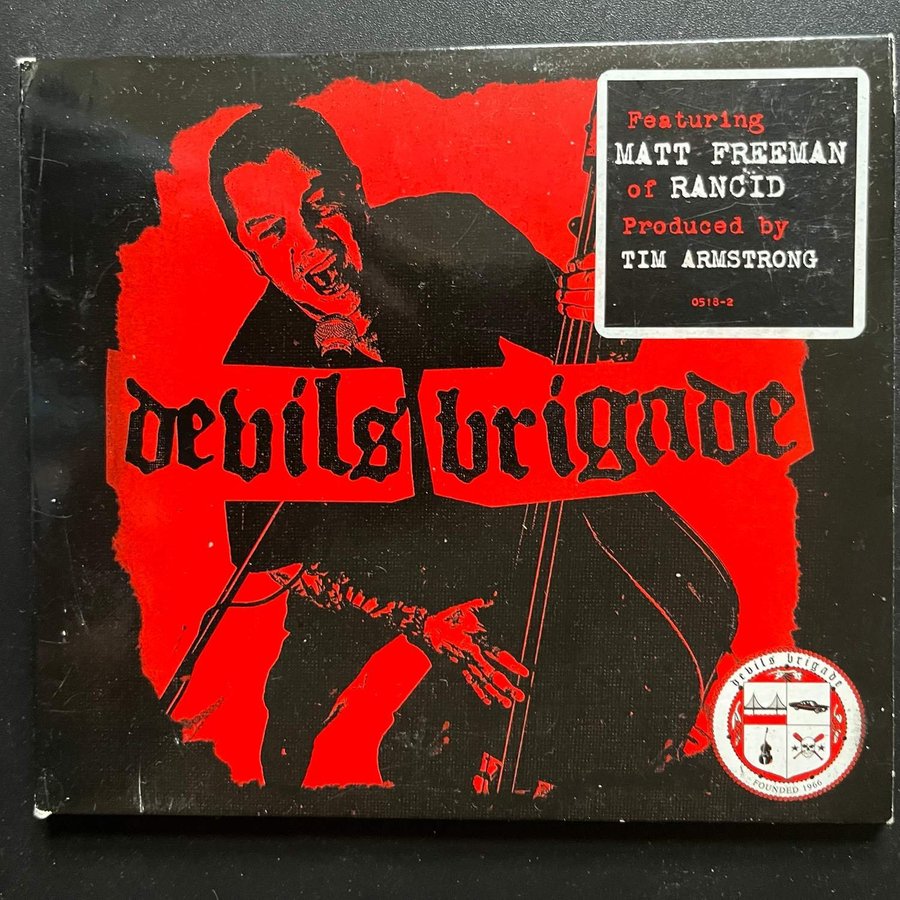 Featuring
MATT FREEMAN
of RANCID
Produced by
TIM ARMSTRONG
0518-2
devils brigade
devils brigade
FOUNDED 1966